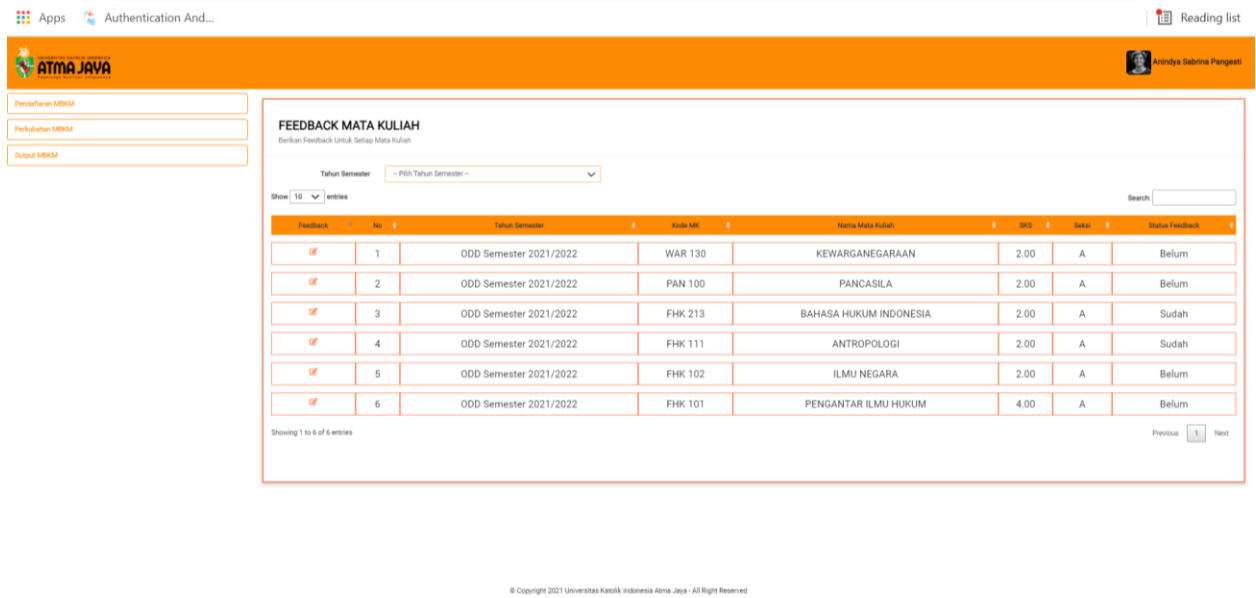 Apps Authentication And... Reading list
UNIVERSITAS KATOLIK INDONESIA
ATMA JAYA
Anindya Sabrina Pangesti
Pendaftaran MBKM
Perkuliahan MBKM
Output MBKM
FEEDBACK MATA KULIAH
Berikan Feedback Untuk Setiap Mata Kuliah
Tahun Semester -- Pilih Tahun Semester --
Show 10 entries Search:
Feedback No Tahun Semester Kode MK Nama Mata Kuliah SKS Seksi Status Feedback
1 ODD Semester 2021/2022 WAR 130 KEWARGANEGARAAN 2.00 A Belum
2 ODD Semester 2021/2022 PAN 100 PANCASILA 2.00 A Belum
3 ODD Semester 2021/2022 FHK 213 BAHASA HUKUM INDONESIA 2.00 A Sudah
4 ODD Semester 2021/2022 FHK 111 ANTROPOLOGI 2.00 A Sudah
5 ODD Semester 2021/2022 FHK 102 ILMU NEGARA 2.00 A Belum
6 ODD Semester 2021/2022 FHK 101 PENGANTAR ILMU HUKUM 4.00 A Belum
Showing 1 to 6 of 6 entries Previous 1 Next
© Copyright 2021 Universitas Katolik Indonesia Atma Jaya - All Right Reserved